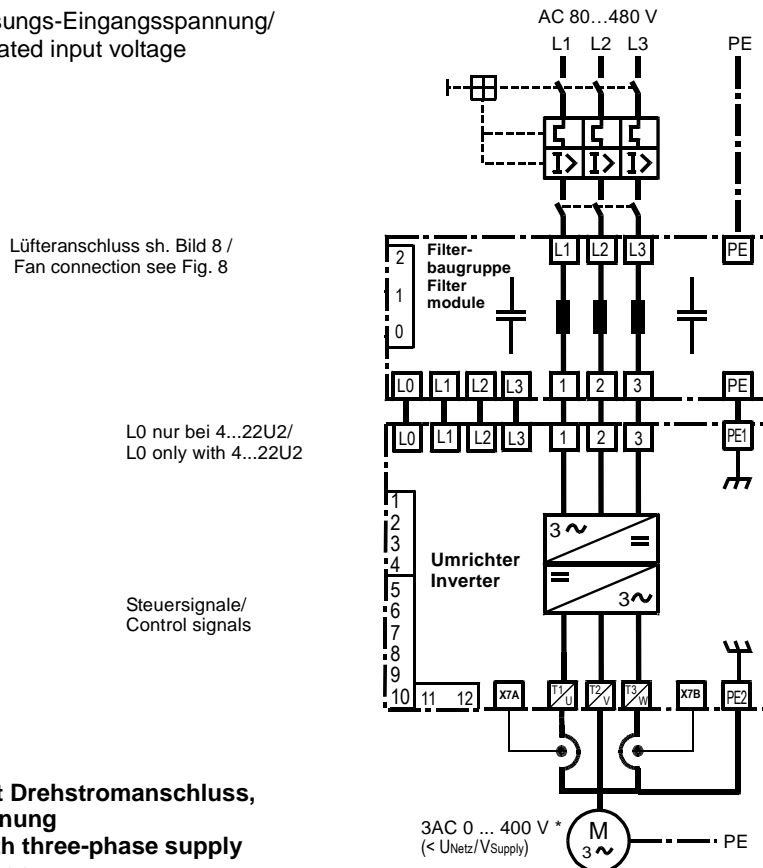 sungs-Eingangsspannung/
ated input voltage
AC 80...480 V
L1 L2 L3 PE
I> I> I>
Lüfteranschluss sh. Bild 8 /
Fan connection see Fig. 8
2
1
0
Filter-
baugruppe
Filter
module
L1 L2 L3 PE
L0 L1 L2 L3 1 2 3 PE
L0 nur bei 4...22U2/
L0 only with 4...22U2
L0 L1 L2 L3 1 2 3 PE1
1
2
3
4
5
6
7
8
9
10 11 12
Umrichter
Inverter
3~ =
= 3~
Steuersignale/
Control signals
X7A T1/U T2/V T3/W X7B PE2
t Drehstromanschluss,
nung
th three-phase supply
3AC 0 ... 400 V *
(< UNetz/VSupply)
M
3~
PE